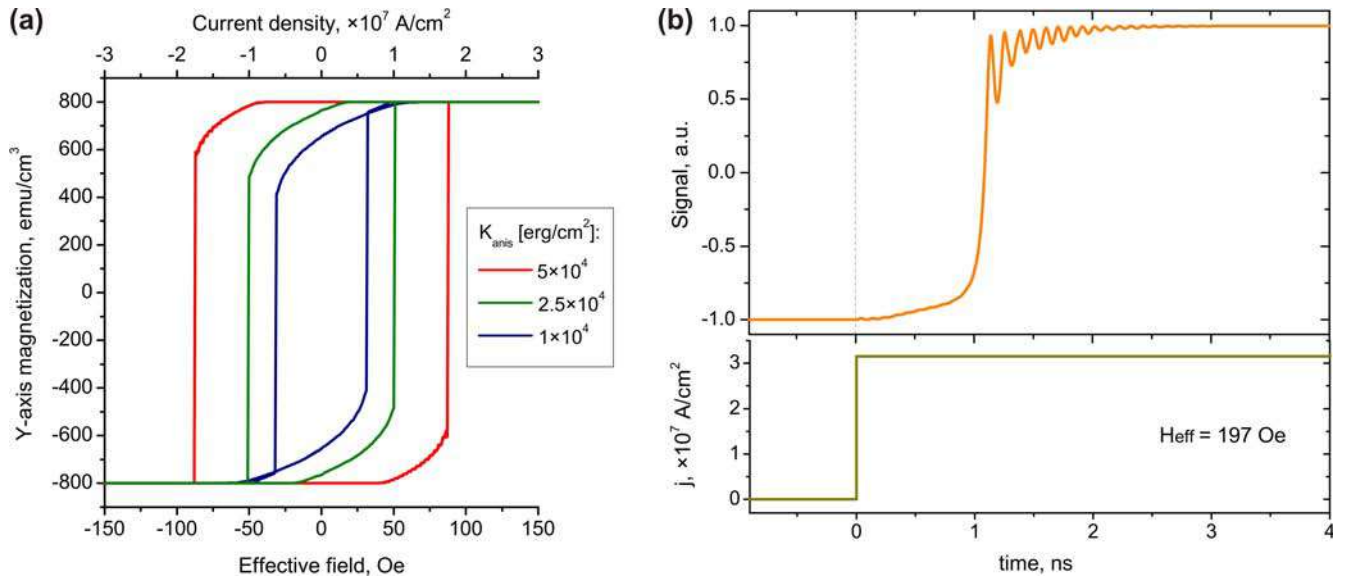 (a)
Current density, ×10⁷ A/cm²
-3 -2 -1 0 1 2 3
Y-axis magnetization, emu/cm³
800
600
400
200
0
-200
-400
-600
-800
K_anis [erg/cm²]:
5×10⁴
2.5×10⁴
1×10⁴
-150 -100 -50 0 50 100 150
Effective field, Oe
(b)
Signal, a.u.
1.0
0.5
0.0
-0.5
-1.0
j, ×10⁷ A/cm²
3
2
1
0
Heff = 197 Oe
0 1 2 3 4
time, ns